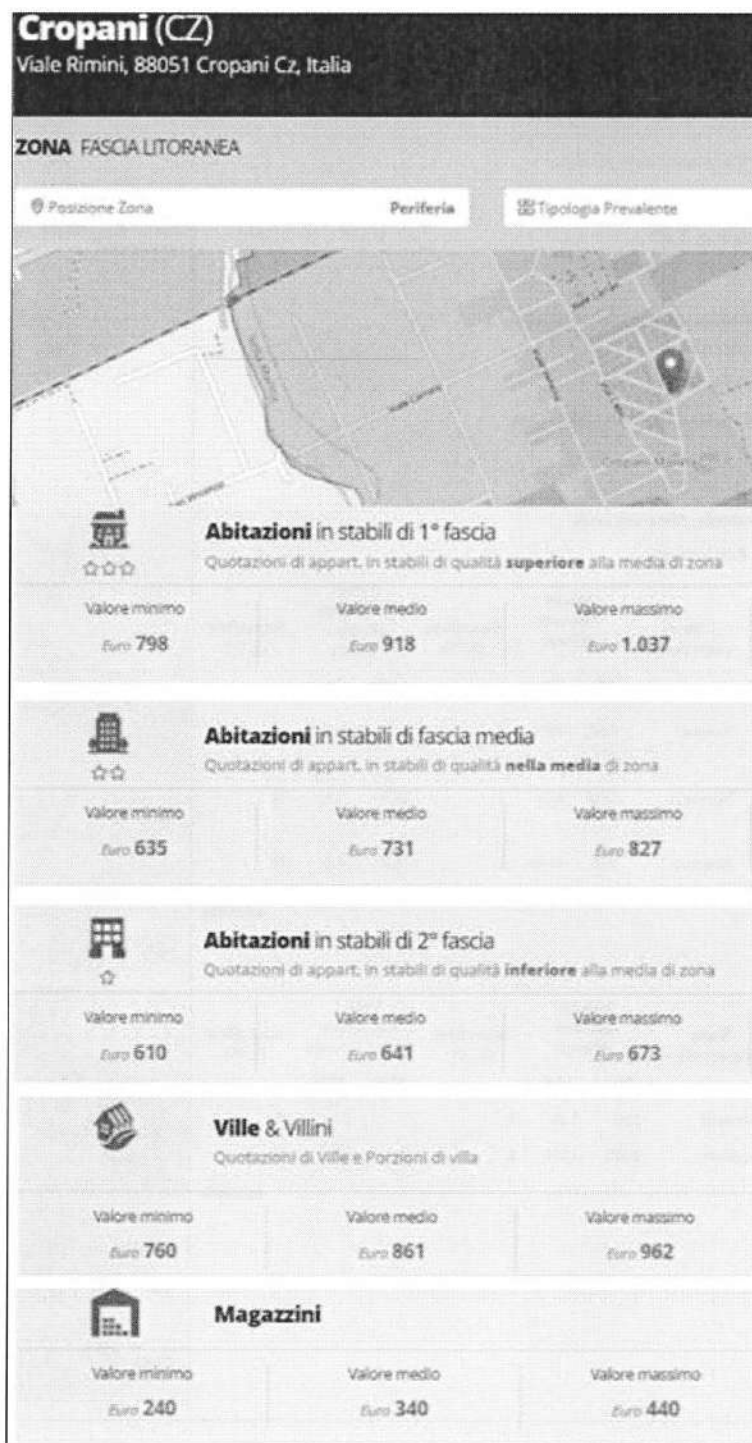 Cropani (CZ)
Viale Rimini, 88051 Cropani Cz, Italia
ZONA FASCIA LITORANEA
Posizione Zona Periferia Tipologia Prevalente
Cropani Marina
Abitazioni in stabili di 1° fascia
Quotazioni di appart. in stabili di qualità superiore alla media di zona
Valore minimo Valore medio Valore massimo
Euro 798 Euro 918 Euro 1.037
Abitazioni in stabili di fascia media
Quotazioni di appart. in stabili di qualità nella media di zona
Valore minimo Valore medio Valore massimo
Euro 635 Euro 731 Euro 827
Abitazioni in stabili di 2° fascia
Quotazioni di appart. in stabili di qualità inferiore alla media di zona
Valore minimo Valore medio Valore massimo
Euro 610 Euro 641 Euro 673
Ville & Villini
Quotazioni di Ville e Porzioni di villa
Valore minimo Valore medio Valore massimo
Euro 760 Euro 861 Euro 962
Magazzini
Valore minimo Valore medio Valore massimo
Euro 240 Euro 340 Euro 440